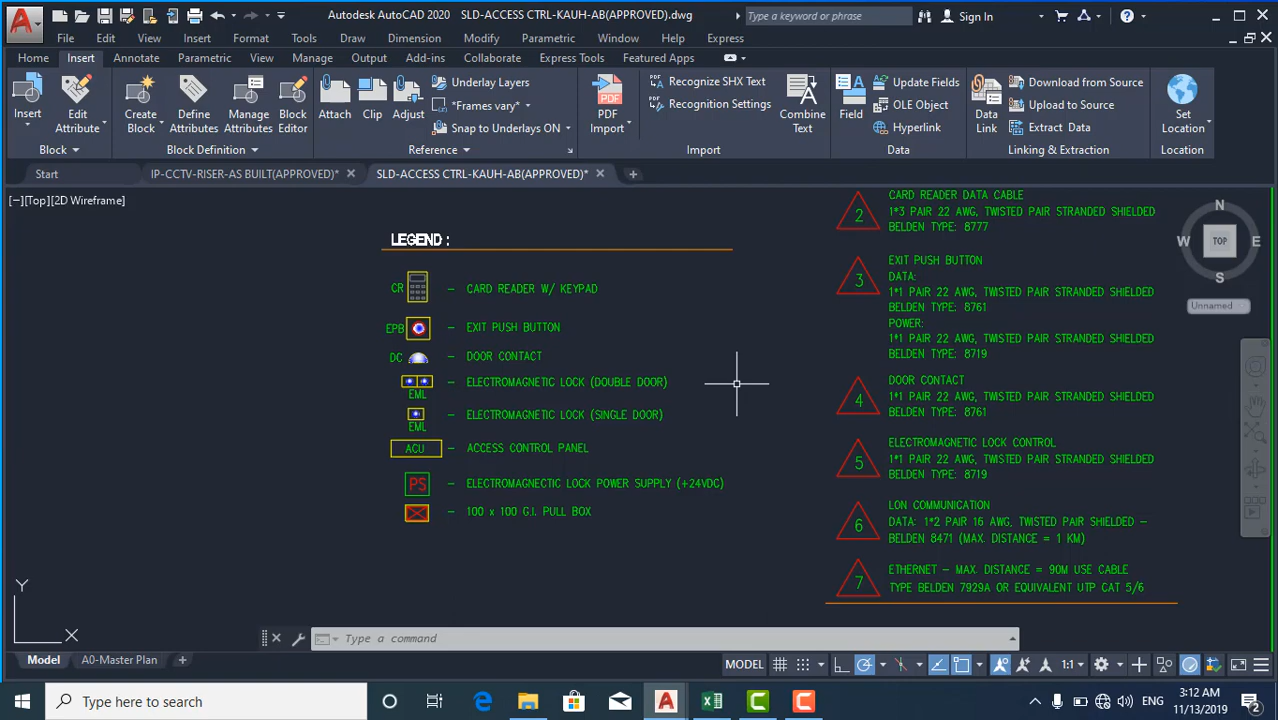 Autodesk AutoCAD 2020 SLD-ACCESS CTRL-KAUH-AB(APPROVED).dwg
Type a keyword or phrase
Sign In
File Edit View Insert Format Tools Draw Dimension Modify Parametric Window Help Express
Home Insert Annotate Parametric View Manage Output Add-ins Collaborate Express Tools Featured Apps
Insert
Edit Attribute
Block
Create Block
Define Attributes
Manage Attributes
Block Editor
Block Definition
Attach
Clip
Adjust
Underlay Layers
*Frames vary*
Snap to Underlays ON
Reference
PDF
PDF Import
Recognize SHX Text
Recognition Settings
Combine Text
Import
Field
Update Fields
OLE Object
Hyperlink
Data
Data Link
Download from Source
Upload to Source
Extract Data
Linking & Extraction
Set Location
Location
Start
IP-CCTV-RISER-AS BUILT(APPROVED)*
SLD-ACCESS CTRL-KAUH-AB(APPROVED)*
[−][Top][2D Wireframe]
LEGEND :
CR – CARD READER W/ KEYPAD
EPB – EXIT PUSH BUTTON
DC – DOOR CONTACT
EML – ELECTROMAGNETIC LOCK (DOUBLE DOOR)
EML – ELECTROMAGNETIC LOCK (SINGLE DOOR)
ACU – ACCESS CONTROL PANEL
PS – ELECTROMAGNECTIC LOCK POWER SUPPLY (+24VDC)
– 100 x 100 G.I. PULL BOX
2
CARD READER DATA CABLE
1*3 PAIR 22 AWG, TWISTED PAIR STRANDED SHIELDED
BELDEN TYPE: 8777
3
EXIT PUSH BUTTON
DATA:
1*1 PAIR 22 AWG, TWISTED PAIR STRANDED SHIELDED
BELDEN TYPE: 8761
POWER:
1*1 PAIR 22 AWG, TWISTED PAIR STRANDED SHIELDED
BELDEN TYPE: 8719
4
DOOR CONTACT
1*1 PAIR 22 AWG, TWISTED PAIR STRANDED SHIELDED
BELDEN TYPE: 8761
5
ELECTROMAGNETIC LOCK CONTROL
1*1 PAIR 22 AWG, TWISTED PAIR STRANDED SHIELDED
BELDEN TYPE: 8719
6
LON COMMUNICATION
DATA: 1*2 PAIR 16 AWG, TWISTED PAIR SHIELDED –
BELDEN 8471 (MAX. DISTANCE = 1 KM)
7
ETHERNET – MAX. DISTANCE = 90M USE CABLE
TYPE BELDEN 7929A OR EQUIVALENT UTP CAT 5/6
N
W TOP E
S
Unnamed
Y
X
Type a command
Model A0-Master Plan
MODEL 1:1
Type here to search
ENG
3:12 AM
11/13/2019
2